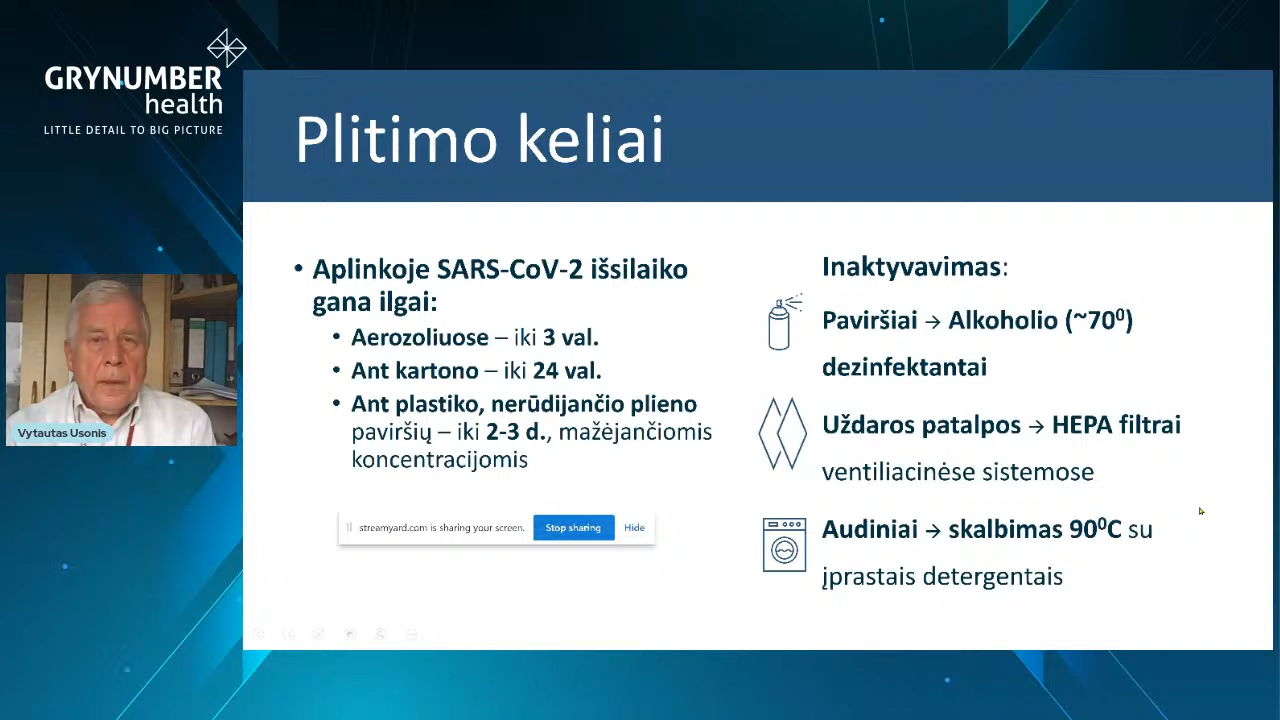 GRYNUMBER
health
LITTLE DETAIL TO BIG PICTURE
Plitimo keliai
• Aplinkoje SARS-CoV-2 išsilaiko
gana ilgai:
• Aerozoliuose – iki 3 val.
• Ant kartono – iki 24 val.
• Ant plastiko, nerūdijančio plieno
paviršių – iki 2-3 d., mažėjančiomis
koncentracijomis
Inaktyvavimas:
Paviršiai → Alkoholio (~70⁰)
dezinfektantai
Uždaros patalpos → HEPA filtrai
ventiliacinėse sistemose
Audiniai → skalbimas 90⁰C su
įprastais detergentais
Vytautas Usonis
streamyard.com is sharing your screen.
Stop sharing
Hide